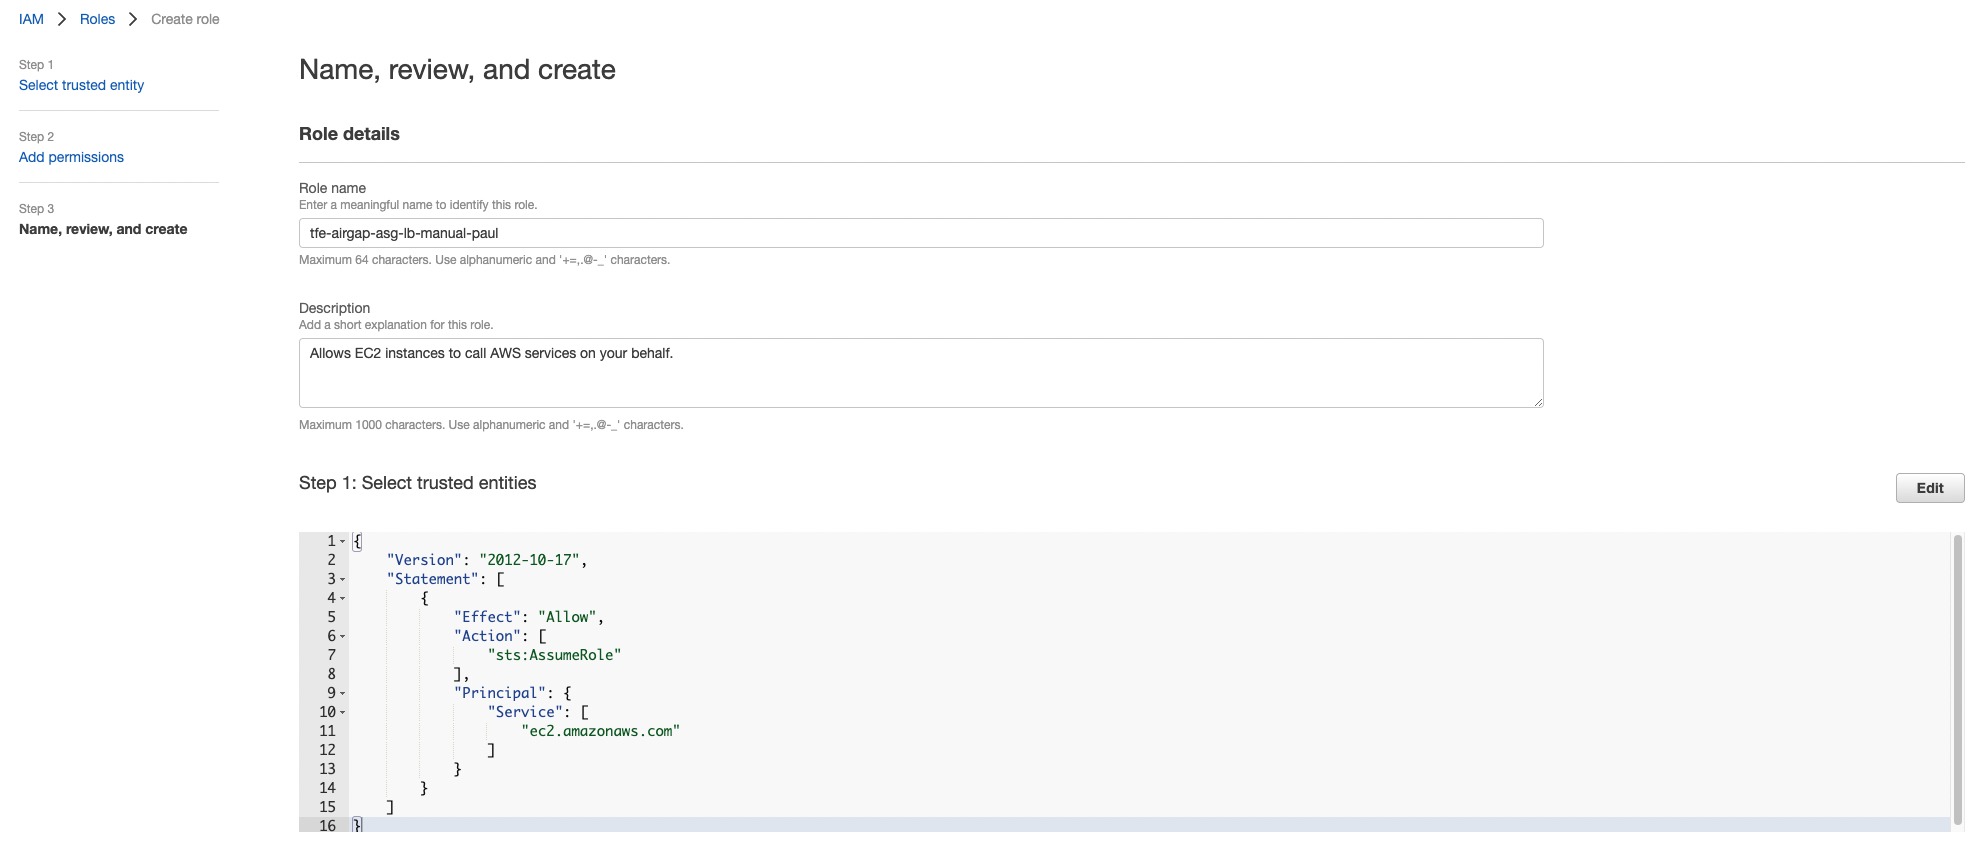 IAM > Roles > Create role
Step 1
Select trusted entity
Step 2
Add permissions
Step 3
Name, review, and create
Name, review, and create
Role details
Role name
Enter a meaningful name to identify this role.
tfe-airgap-asg-lb-manual-paul
Maximum 64 characters. Use alphanumeric and '+=,.@-_' characters.
Description
Add a short explanation for this role.
Allows EC2 instances to call AWS services on your behalf.
Maximum 1000 characters. Use alphanumeric and '+=,.@-_' characters.
Step 1: Select trusted entities
Edit
1 {
2     "Version": "2012-10-17",
3     "Statement": [
4         {
5             "Effect": "Allow",
6             "Action": [
7                 "sts:AssumeRole"
8             ],
9             "Principal": {
10                 "Service": [
11                     "ec2.amazonaws.com"
12                 ]
13             }
14         }
15     ]
16 }